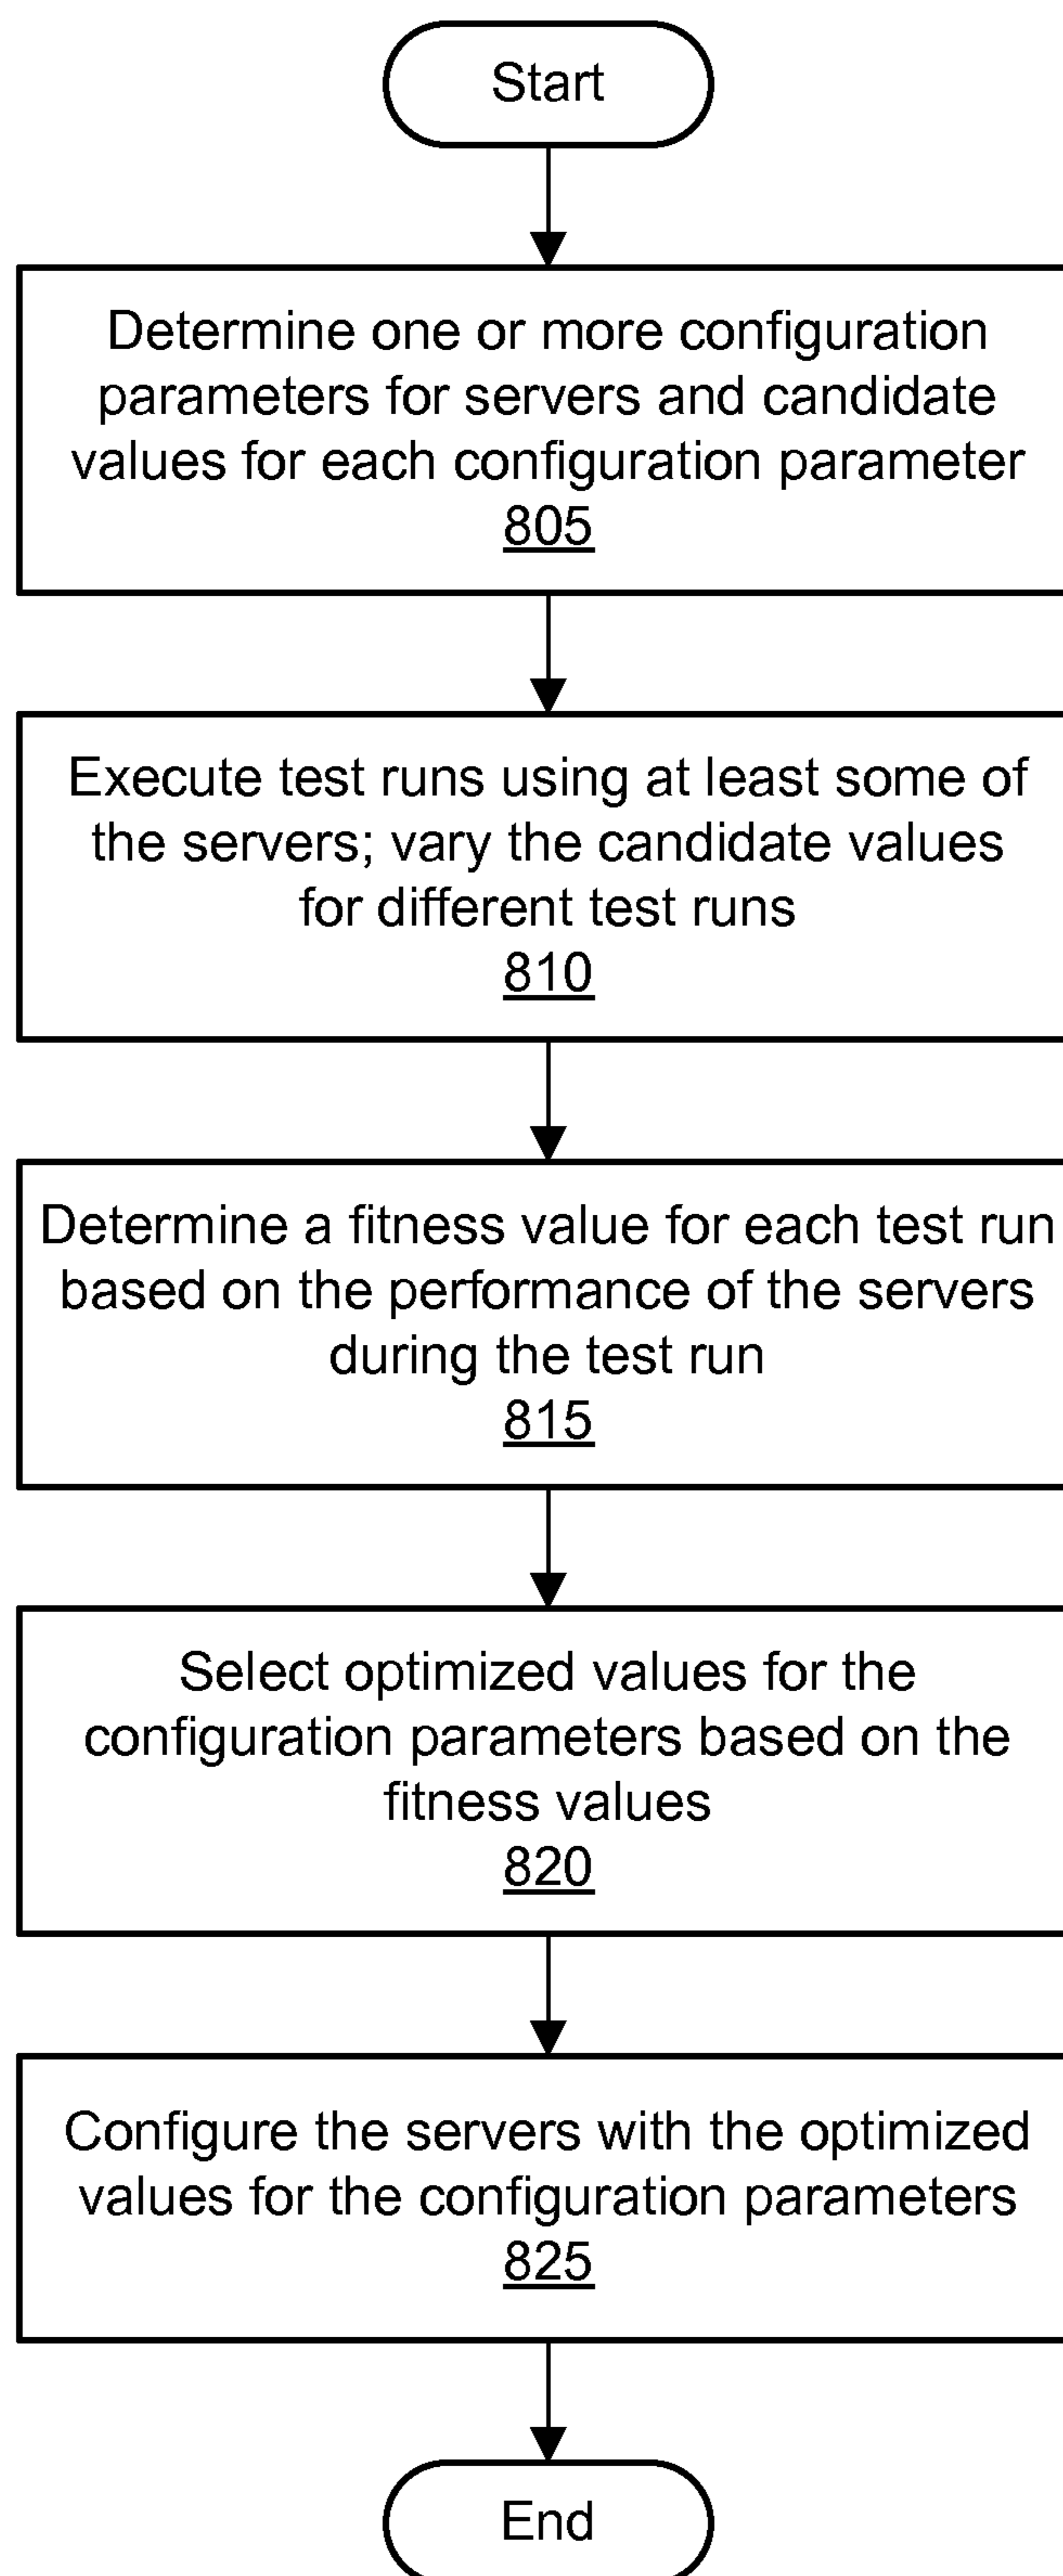 Start
Determine one or more configuration
parameters for servers and candidate
values for each configuration parameter
805
Execute test runs using at least some of
the servers; vary the candidate values
for different test runs
810
Determine a fitness value for each test run
based on the performance of the servers
during the test run
815
Select optimized values for the
configuration parameters based on the
fitness values
820
Configure the servers with the optimized
values for the configuration parameters
825
End